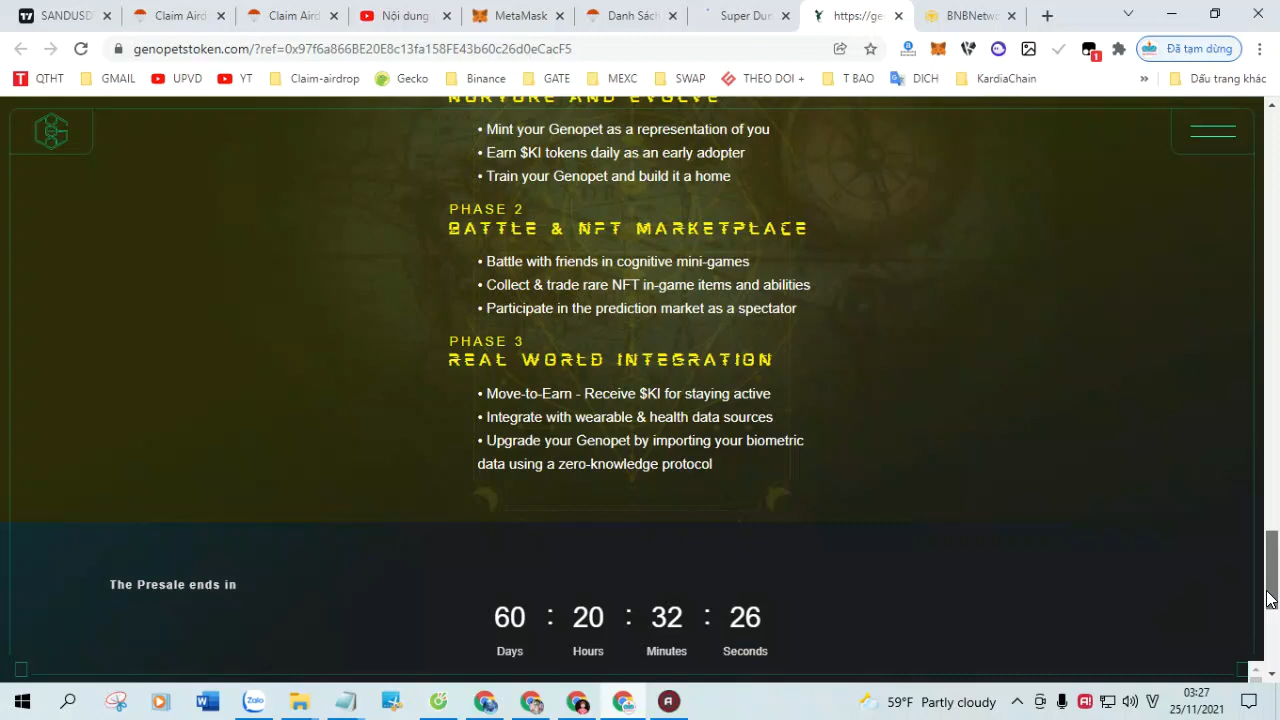 SANDUSD
Claim Aird
Claim Aird
Nội dung
MetaMask
Danh Sách
Super Dun
https://ge
BNBNetwo
genopetstoken.com/?ref=0x97f6a866BE20E8c13fa158FE43b60c26d0eCacF5
1
Đã tạm dừng
QTHT
GMAIL
UPVD
YT
Claim-airdrop
Gecko
Binance
GATE
MEXC
SWAP
THEO DOI +
T BAO
DICH
KardiaChain
»
Dấu trang khác
NURTURE AND EVOLVE
• Mint your Genopet as a representation of you
• Earn $KI tokens daily as an early adopter
• Train your Genopet and build it a home
PHASE 2
BATTLE & NFT MARKETPLACE
• Battle with friends in cognitive mini-games
• Collect & trade rare NFT in-game items and abilities
• Participate in the prediction market as a spectator
PHASE 3
REAL WORLD INTEGRATION
• Move-to-Earn - Receive $KI for staying active
• Integrate with wearable & health data sources
• Upgrade your Genopet by importing your biometric
data using a zero-knowledge protocol
The Presale ends in
60 : 20 : 32 : 26
Days Hours Minutes Seconds
Zalo
59°F Partly cloudy
03:27
25/11/2021